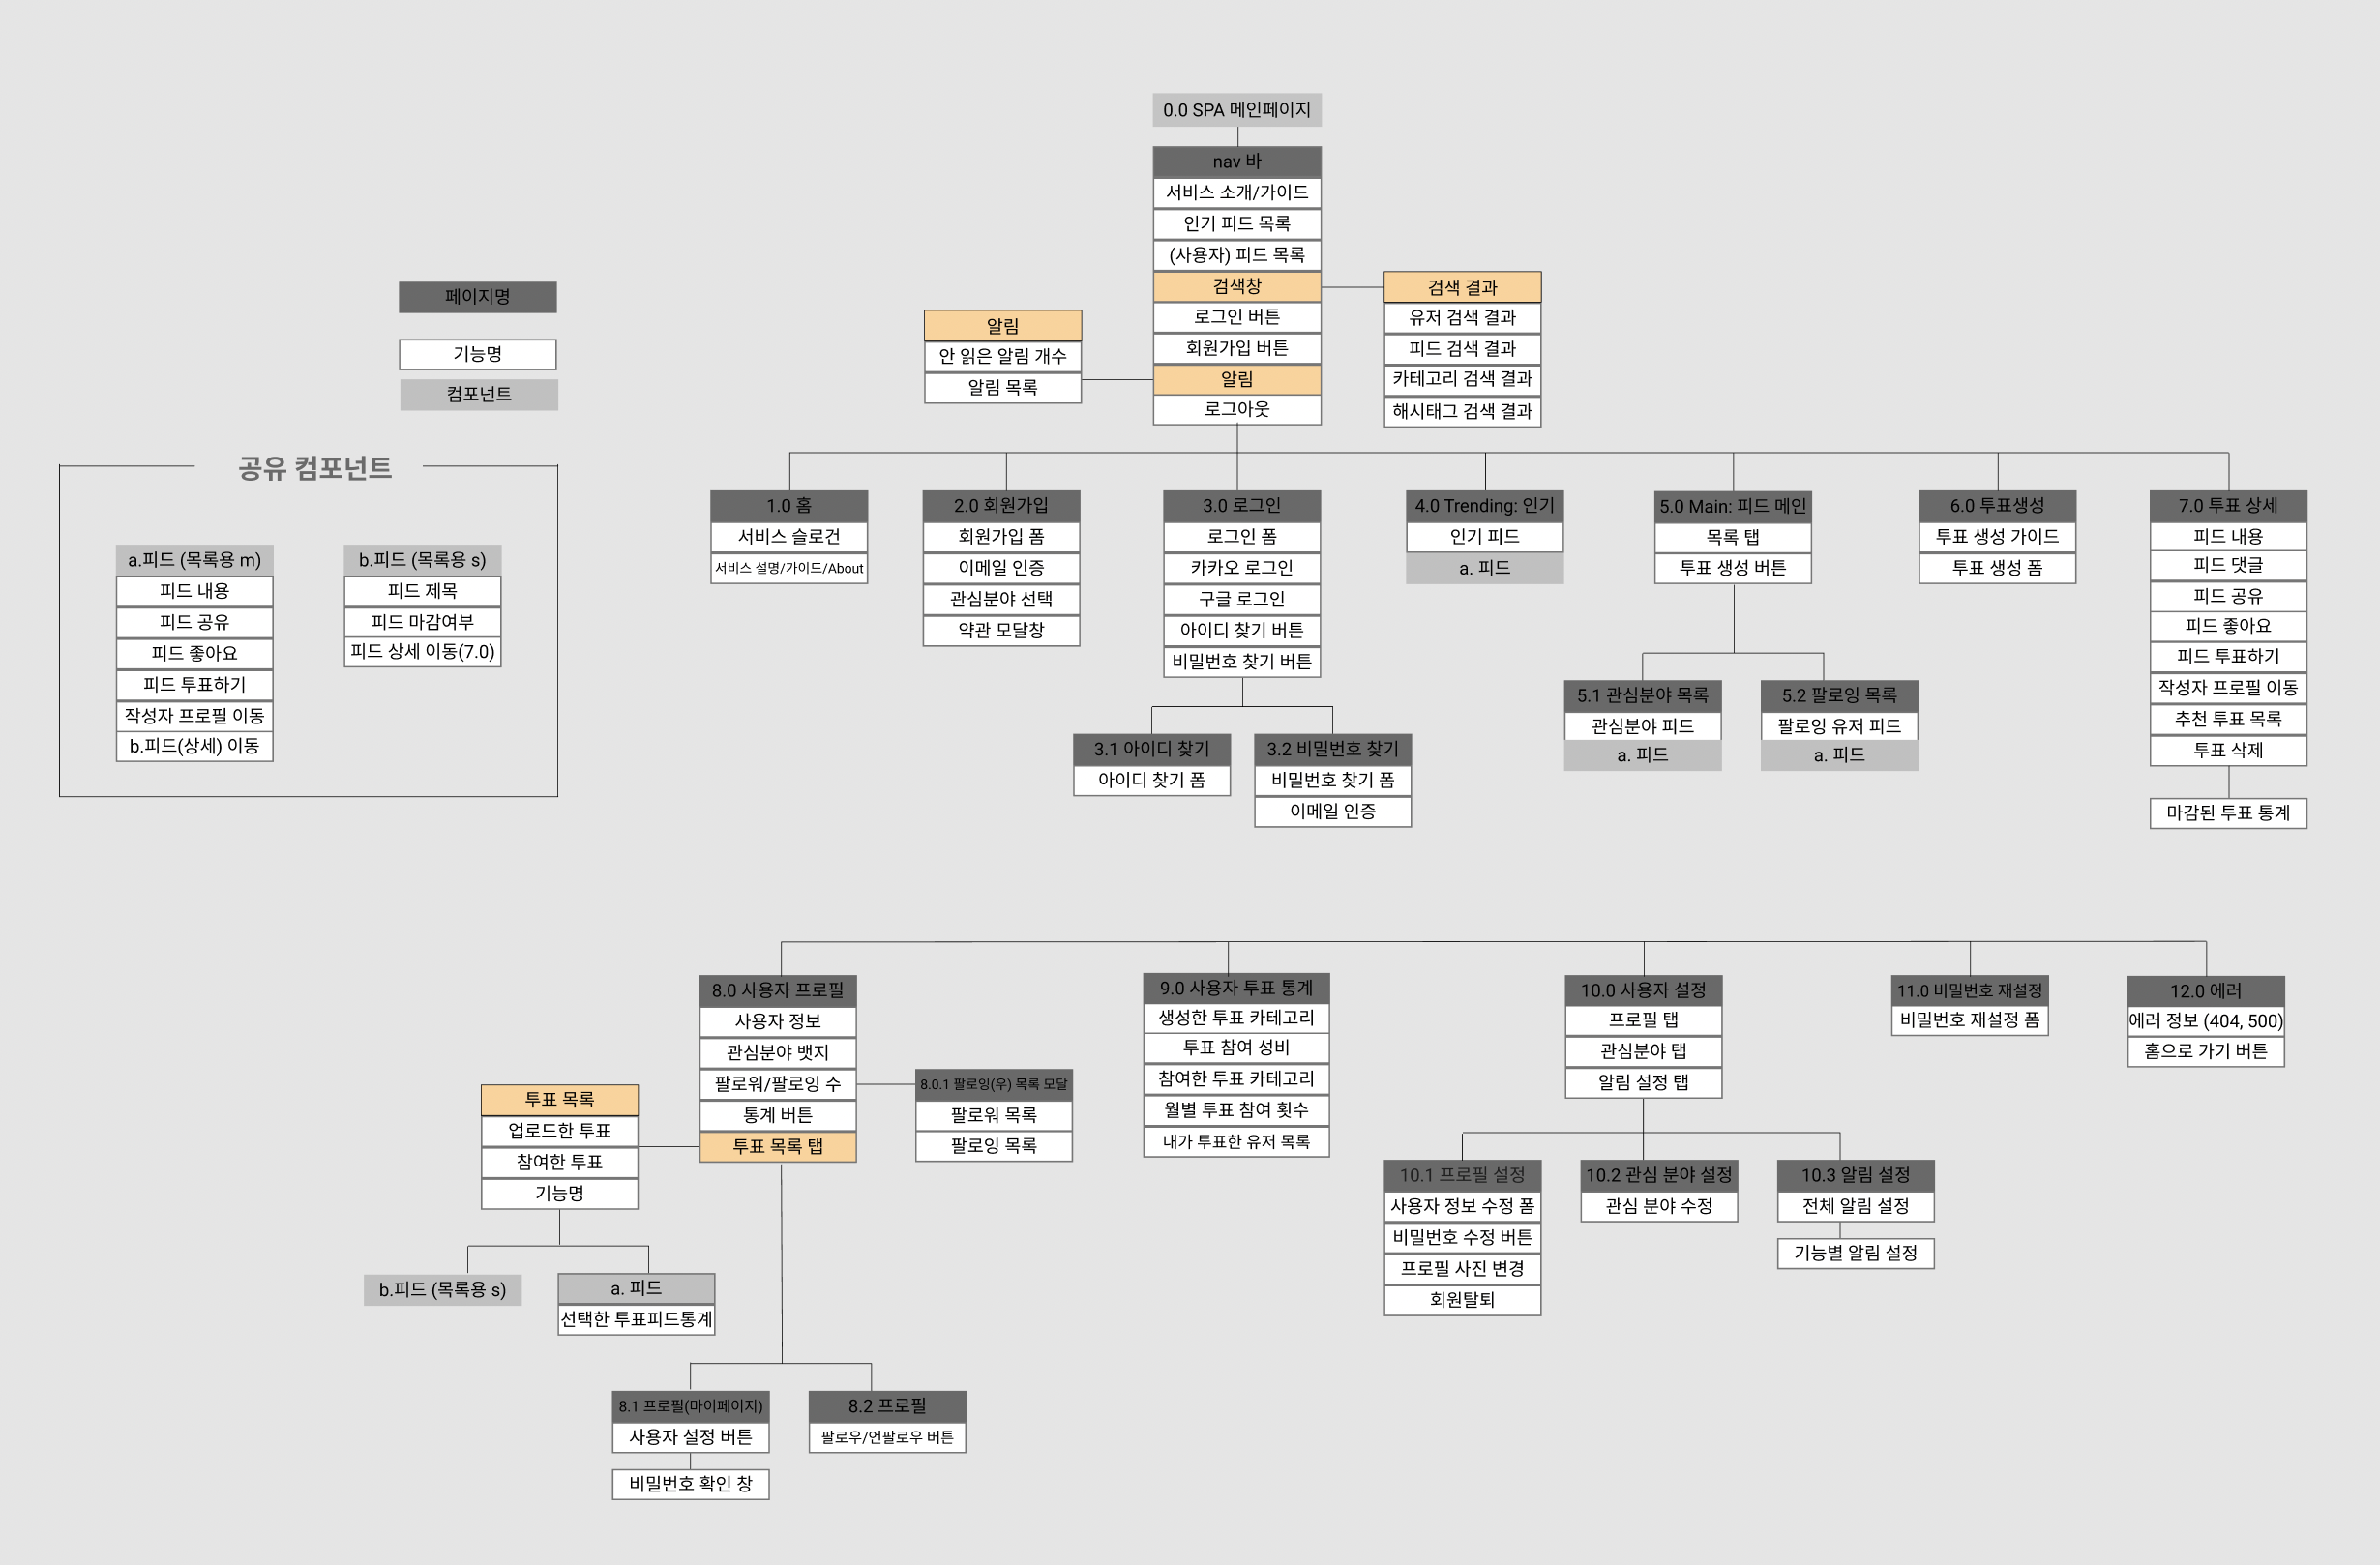 0.0 SPA 메인페이지
nav 바
서비스 소개/가이드
인기 피드 목록
(사용자) 피드 목록
검색창
로그인 버튼
회원가입 버튼
알림
로그아웃
검색 결과
유저 검색 결과
피드 검색 결과
카테고리 검색 결과
해시태그 검색 결과
알림
안 읽은 알림 개수
알림 목록
페이지명
기능명
컴포넌트
공유 컴포넌트
a.피드 (목록용 m)
피드 내용
피드 공유
피드 좋아요
피드 투표하기
작성자 프로필 이동
b.피드(상세) 이동
b.피드 (목록용 s)
피드 제목
피드 마감여부
피드 상세 이동(7.0)
1.0 홈
서비스 슬로건
서비스 설명/가이드/About
2.0 회원가입
회원가입 폼
이메일 인증
관심분야 선택
약관 모달창
3.0 로그인
로그인 폼
카카오 로그인
구글 로그인
아이디 찾기 버튼
비밀번호 찾기 버튼
3.1 아이디 찾기
아이디 찾기 폼
3.2 비밀번호 찾기
비밀번호 찾기 폼
이메일 인증
4.0 Trending: 인기
인기 피드
a. 피드
5.0 Main: 피드 메인
목록 탭
투표 생성 버튼
5.1 관심분야 목록
관심분야 피드
a. 피드
5.2 팔로잉 목록
팔로잉 유저 피드
a. 피드
6.0 투표생성
투표 생성 가이드
투표 생성 폼
7.0 투표 상세
피드 내용
피드 댓글
피드 공유
피드 좋아요
피드 투표하기
작성자 프로필 이동
추천 투표 목록
투표 삭제
마감된 투표 통계
8.0 사용자 프로필
사용자 정보
관심분야 뱃지
팔로워/팔로잉 수
통계 버튼
투표 목록 탭
8.0.1 팔로잉(우) 목록 모달
팔로워 목록
팔로잉 목록
투표 목록
업로드한 투표
참여한 투표
기능명
b.피드 (목록용 s)
a. 피드
선택한 투표피드통계
8.1 프로필(마이페이지)
사용자 설정 버튼
비밀번호 확인 창
8.2 프로필
팔로우/언팔로우 버튼
9.0 사용자 투표 통계
생성한 투표 카테고리
투표 참여 성비
참여한 투표 카테고리
월별 투표 참여 횟수
내가 투표한 유저 목록
10.0 사용자 설정
프로필 탭
관심분야 탭
알림 설정 탭
10.1 프로필 설정
사용자 정보 수정 폼
비밀번호 수정 버튼
프로필 사진 변경
회원탈퇴
10.2 관심 분야 설정
관심 분야 수정
10.3 알림 설정
전체 알림 설정
기능별 알림 설정
11.0 비밀번호 재설정
비밀번호 재설정 폼
12.0 에러
에러 정보 (404, 500)
홈으로 가기 버튼